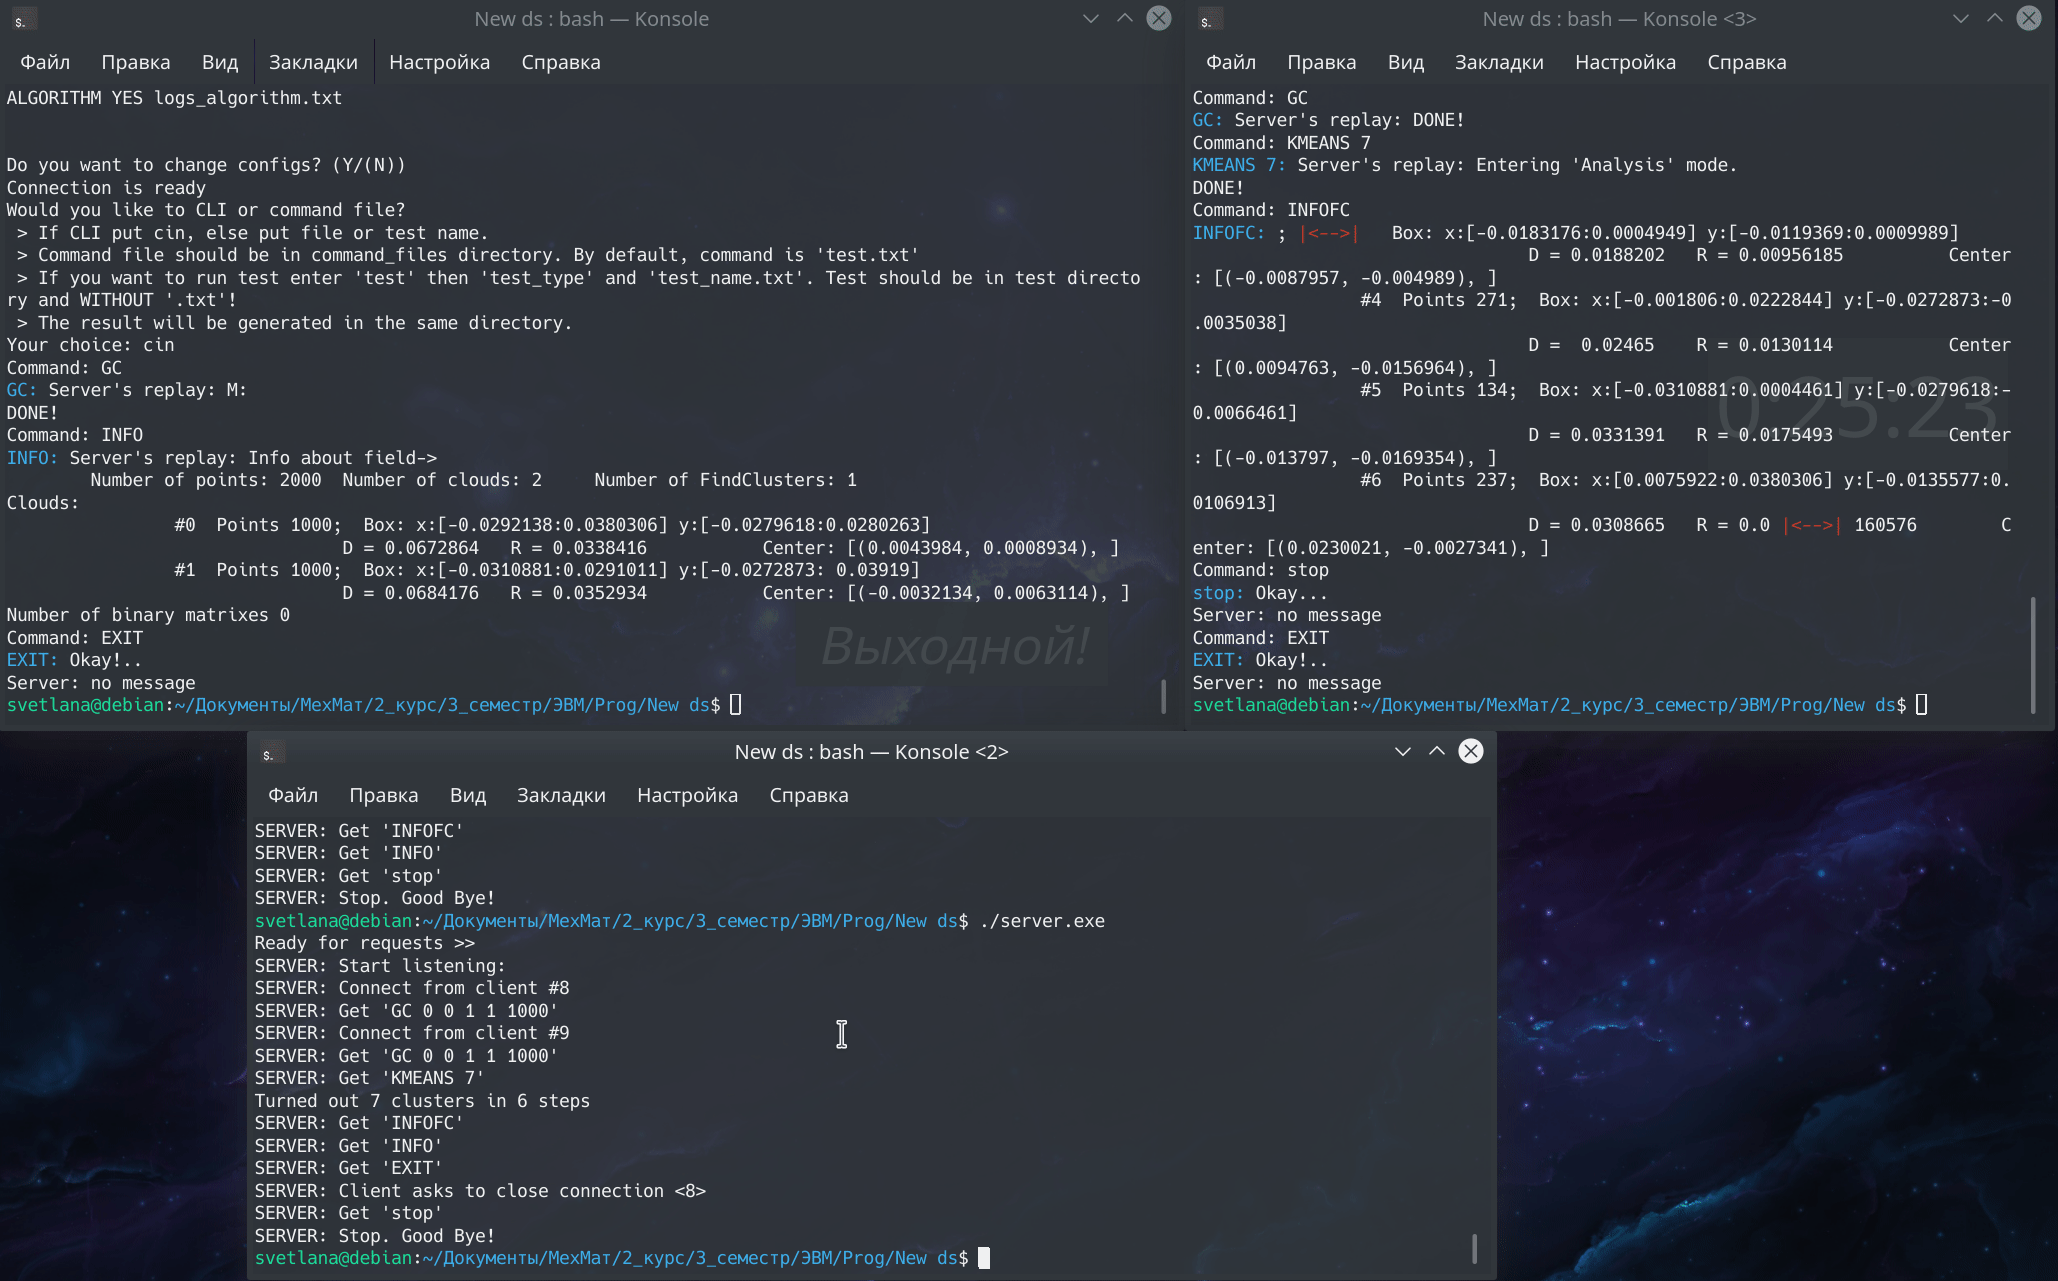 New ds : bash — Konsole
Файл Правка Вид Закладки Настройка Справка
ALGORITHM YES logs_algorithm.txt
Do you want to change configs? (Y/(N))
Connection is ready
Would you like to CLI or command file?
> If CLI put cin, else put file or test name.
> Command file should be in command_files directory. By default, command is 'test.txt'
> If you want to run test enter 'test' then 'test_type' and 'test_name.txt'. Test should be in test directo
ry and WITHOUT '.txt'!
> The result will be generated in the same directory.
Your choice: cin
Command: GC
GC: Server's replay: M:
DONE!
Command: INFO
INFO: Server's replay: Info about field->
Number of points: 2000 Number of clouds: 2 Number of FindClusters: 1
Clouds:
#0 Points 1000; Box: x:[-0.0292138:0.0380306] y:[-0.0279618:0.0280263]
D = 0.0672864 R = 0.0338416 Center: [(0.0043984, 0.0008934), ]
#1 Points 1000; Box: x:[-0.0310881:0.0291011] y:[-0.0272873: 0.03919]
D = 0.0684176 R = 0.0352934 Center: [(-0.0032134, 0.0063114), ]
Number of binary matrixes 0
Command: EXIT
EXIT: Okay!..
Server: no message
svetlana@debian:~/Документы/МехМат/2_курс/3_семестр/ЭВМ/Prog/New ds$
Выходной!
New ds : bash — Konsole <3>
Файл Правка Вид Закладки Настройка Справка
Command: GC
GC: Server's replay: DONE!
Command: KMEANS 7
KMEANS 7: Server's replay: Entering 'Analysis' mode.
DONE!
Command: INFOFC
INFOFC: ; |<-->| Box: x:[-0.0183176:0.0004949] y:[-0.0119369:0.0009989]
D = 0.0188202 R = 0.00956185 Center
: [(-0.0087957, -0.004989), ]
#4 Points 271; Box: x:[-0.001806:0.0222844] y:[-0.0272873:-0
.0035038]
D = 0.02465 R = 0.0130114 Center
: [(0.0094763, -0.0156964), ]
#5 Points 134; Box: x:[-0.0310881:0.0004461] y:[-0.0279618:-
0.0066461]
D = 0.0331391 R = 0.0175493 Center
: [(-0.013797, -0.0169354), ]
#6 Points 237; Box: x:[0.0075922:0.0380306] y:[-0.0135577:0.
0106913]
D = 0.0308665 R = 0.0 |<-->| 160576 C
enter: [(0.0230021, -0.0027341), ]
Command: stop
stop: Okay...
Server: no message
Command: EXIT
EXIT: Okay!..
Server: no message
svetlana@debian:~/Документы/МехМат/2_курс/3_семестр/ЭВМ/Prog/New ds$
0:25:23
New ds : bash — Konsole <2>
Файл Правка Вид Закладки Настройка Справка
SERVER: Get 'INFOFC'
SERVER: Get 'INFO'
SERVER: Get 'stop'
SERVER: Stop. Good Bye!
svetlana@debian:~/Документы/МехМат/2_курс/3_семестр/ЭВМ/Prog/New ds$ ./server.exe
Ready for requests >>
SERVER: Start listening:
SERVER: Connect from client #8
SERVER: Get 'GC 0 0 1 1 1000'
SERVER: Connect from client #9
SERVER: Get 'GC 0 0 1 1 1000'
SERVER: Get 'KMEANS 7'
Turned out 7 clusters in 6 steps
SERVER: Get 'INFOFC'
SERVER: Get 'INFO'
SERVER: Get 'EXIT'
SERVER: Client asks to close connection <8>
SERVER: Get 'stop'
SERVER: Stop. Good Bye!
svetlana@debian:~/Документы/МехМат/2_курс/3_семестр/ЭВМ/Prog/New ds$